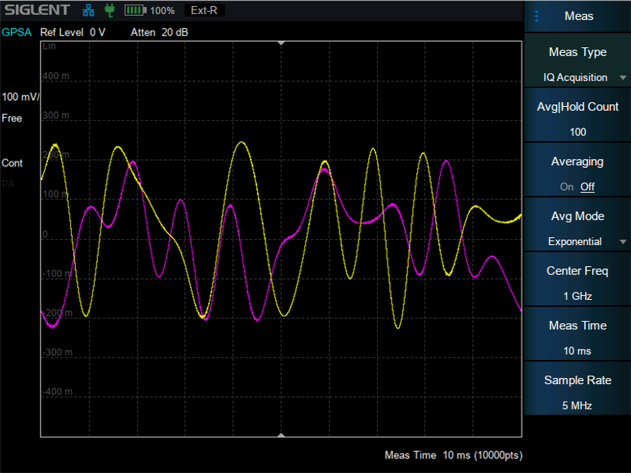 SIGLENT 100% Ext-R
GPSA Ref Level 0 V Atten 20 dB
Lin
400 m
100 mV/
300 m
Free
200 m
Cont
PA
100 m
0
-100 m
-200 m
-300 m
-400 m
Meas Time 10 ms (10000pts)
Meas
Meas Type
IQ Acquisition
Avg|Hold Count
100
Averaging
On Off
Avg Mode
Exponential
Center Freq
1 GHz
Meas Time
10 ms
Sample Rate
5 MHz